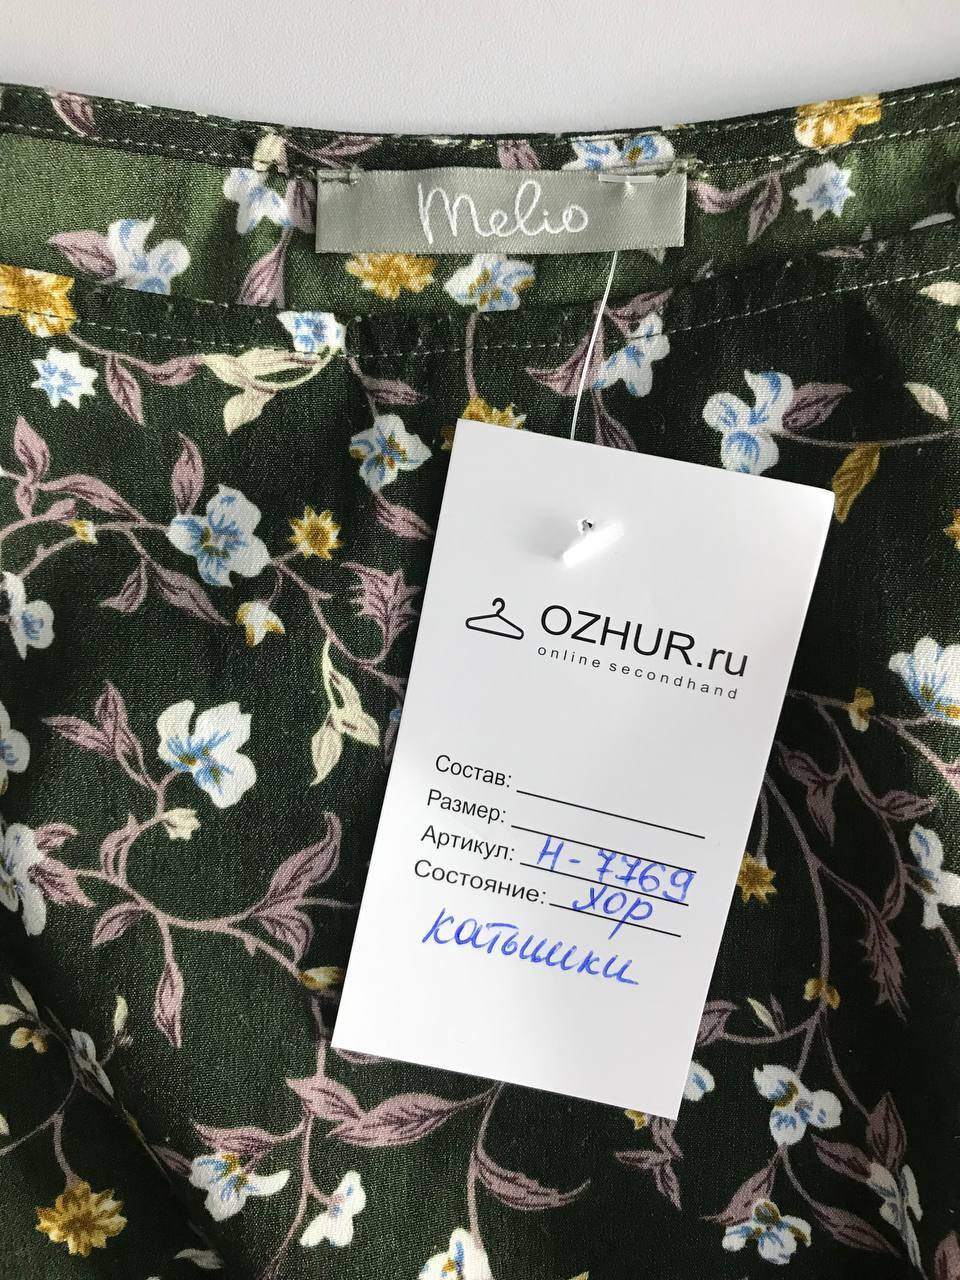 Melio
OZHUR.ru
online secondhand
Состав:
Размер:
Артикул: Н-7769
Состояние: хор
катышки